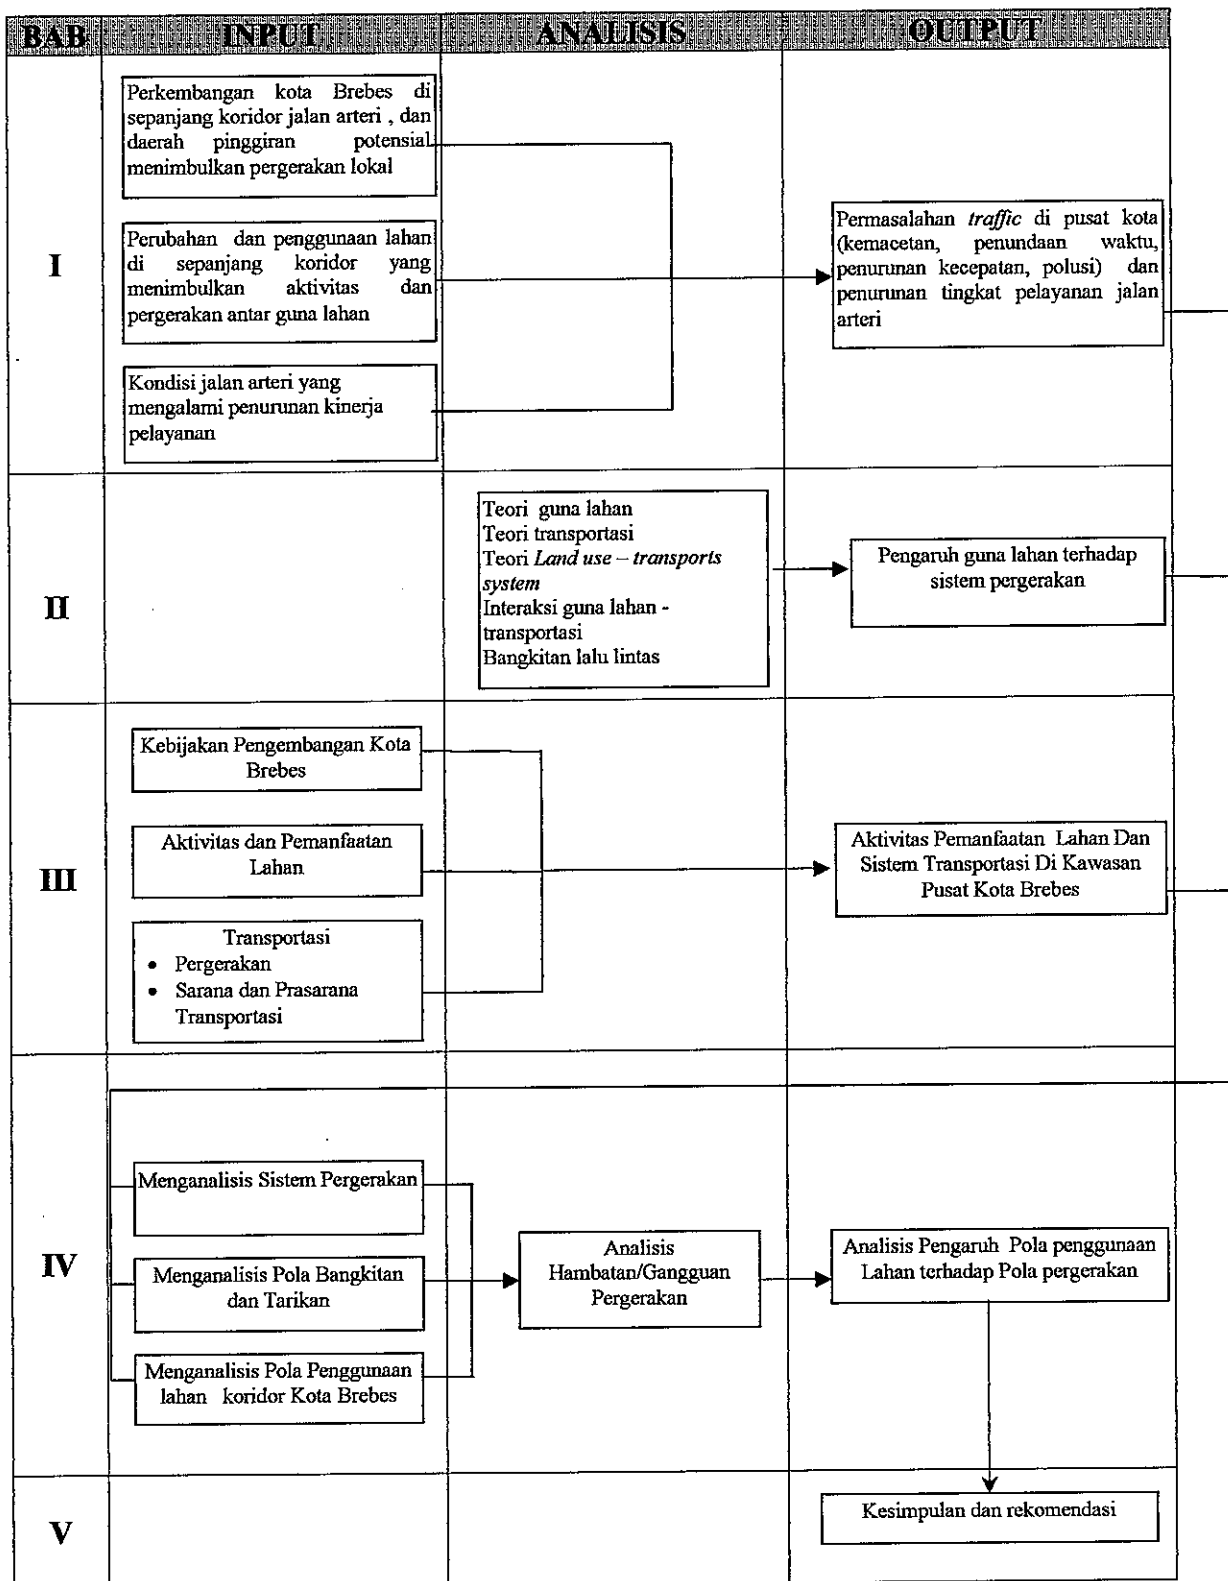 BAB INPUT ANALISIS OUTPUT
I
Perkembangan kota Brebes di
sepanjang koridor jalan arteri , dan
daerah pinggiran potensial
menimbulkan pergerakan lokal
Perubahan dan penggunaan lahan
di sepanjang koridor yang
menimbulkan aktivitas dan
pergerakan antar guna lahan
Kondisi jalan arteri yang
mengalami penurunan kinerja
pelayanan
Permasalahan traffic di pusat kota
(kemacetan, penundaan waktu,
penurunan kecepatan, polusi) dan
penurunan tingkat pelayanan jalan
arteri
II
Teori guna lahan
Teori transportasi
Teori Land use – transports
system
Interaksi guna lahan -
transportasi
Bangkitan lalu lintas
Pengaruh guna lahan terhadap
sistem pergerakan
III
Kebijakan Pengembangan Kota
Brebes
Aktivitas dan Pemanfaatan
Lahan
Transportasi
• Pergerakan
• Sarana dan Prasarana
Transportasi
Aktivitas Pemanfaatan Lahan Dan
Sistem Transportasi Di Kawasan
Pusat Kota Brebes
IV
Menganalisis Sistem Pergerakan
Menganalisis Pola Bangkitan
dan Tarikan
Menganalisis Pola Penggunaan
lahan koridor Kota Brebes
Analisis
Hambatan/Gangguan
Pergerakan
Analisis Pengaruh Pola penggunaan
Lahan terhadap Pola pergerakan
V
Kesimpulan dan rekomendasi